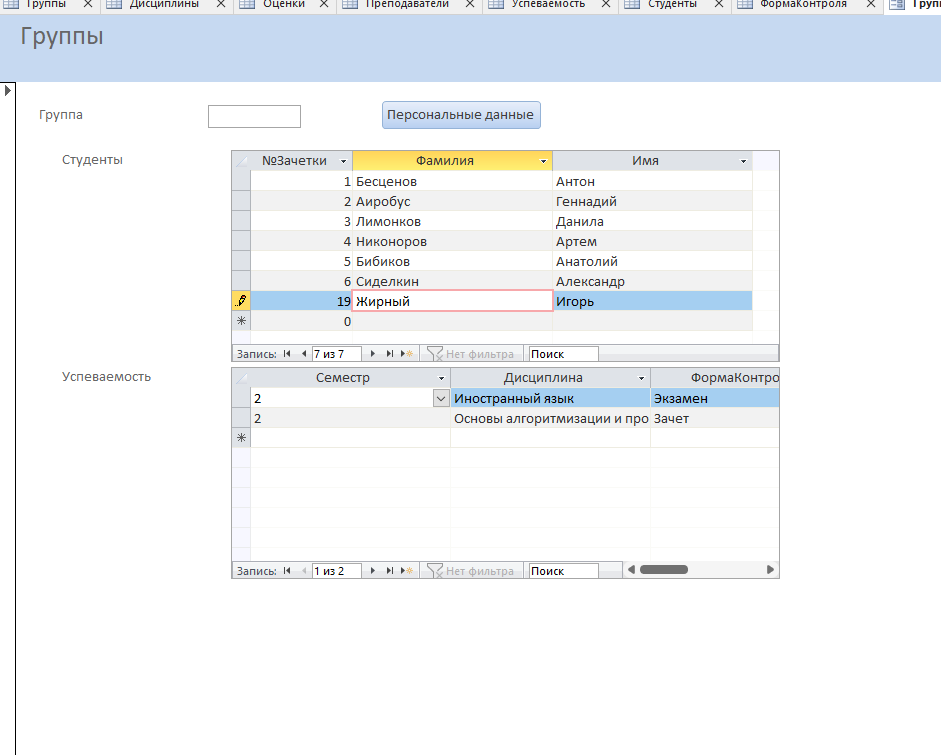 Группы Дисциплины Оценки Преподаватели Успеваемость Студенты ФормаКонтроля Груп
Группы
Группа Персональные данные
Студенты
№Зачетки Фамилия Имя
1 Бесценов Антон
2 Аиробус Геннадий
3 Лимонков Данила
4 Никоноров Артем
5 Бибиков Анатолий
6 Сиделкин Александр
19 Жирный Игорь
0
Запись: 7 из 7 Нет фильтра Поиск
Успеваемость
Семестр Дисциплина ФормаКонтро
2 Иностранный язык Экзамен
2 Основы алгоритмизации и про Зачет
Запись: 1 из 2 Нет фильтра Поиск